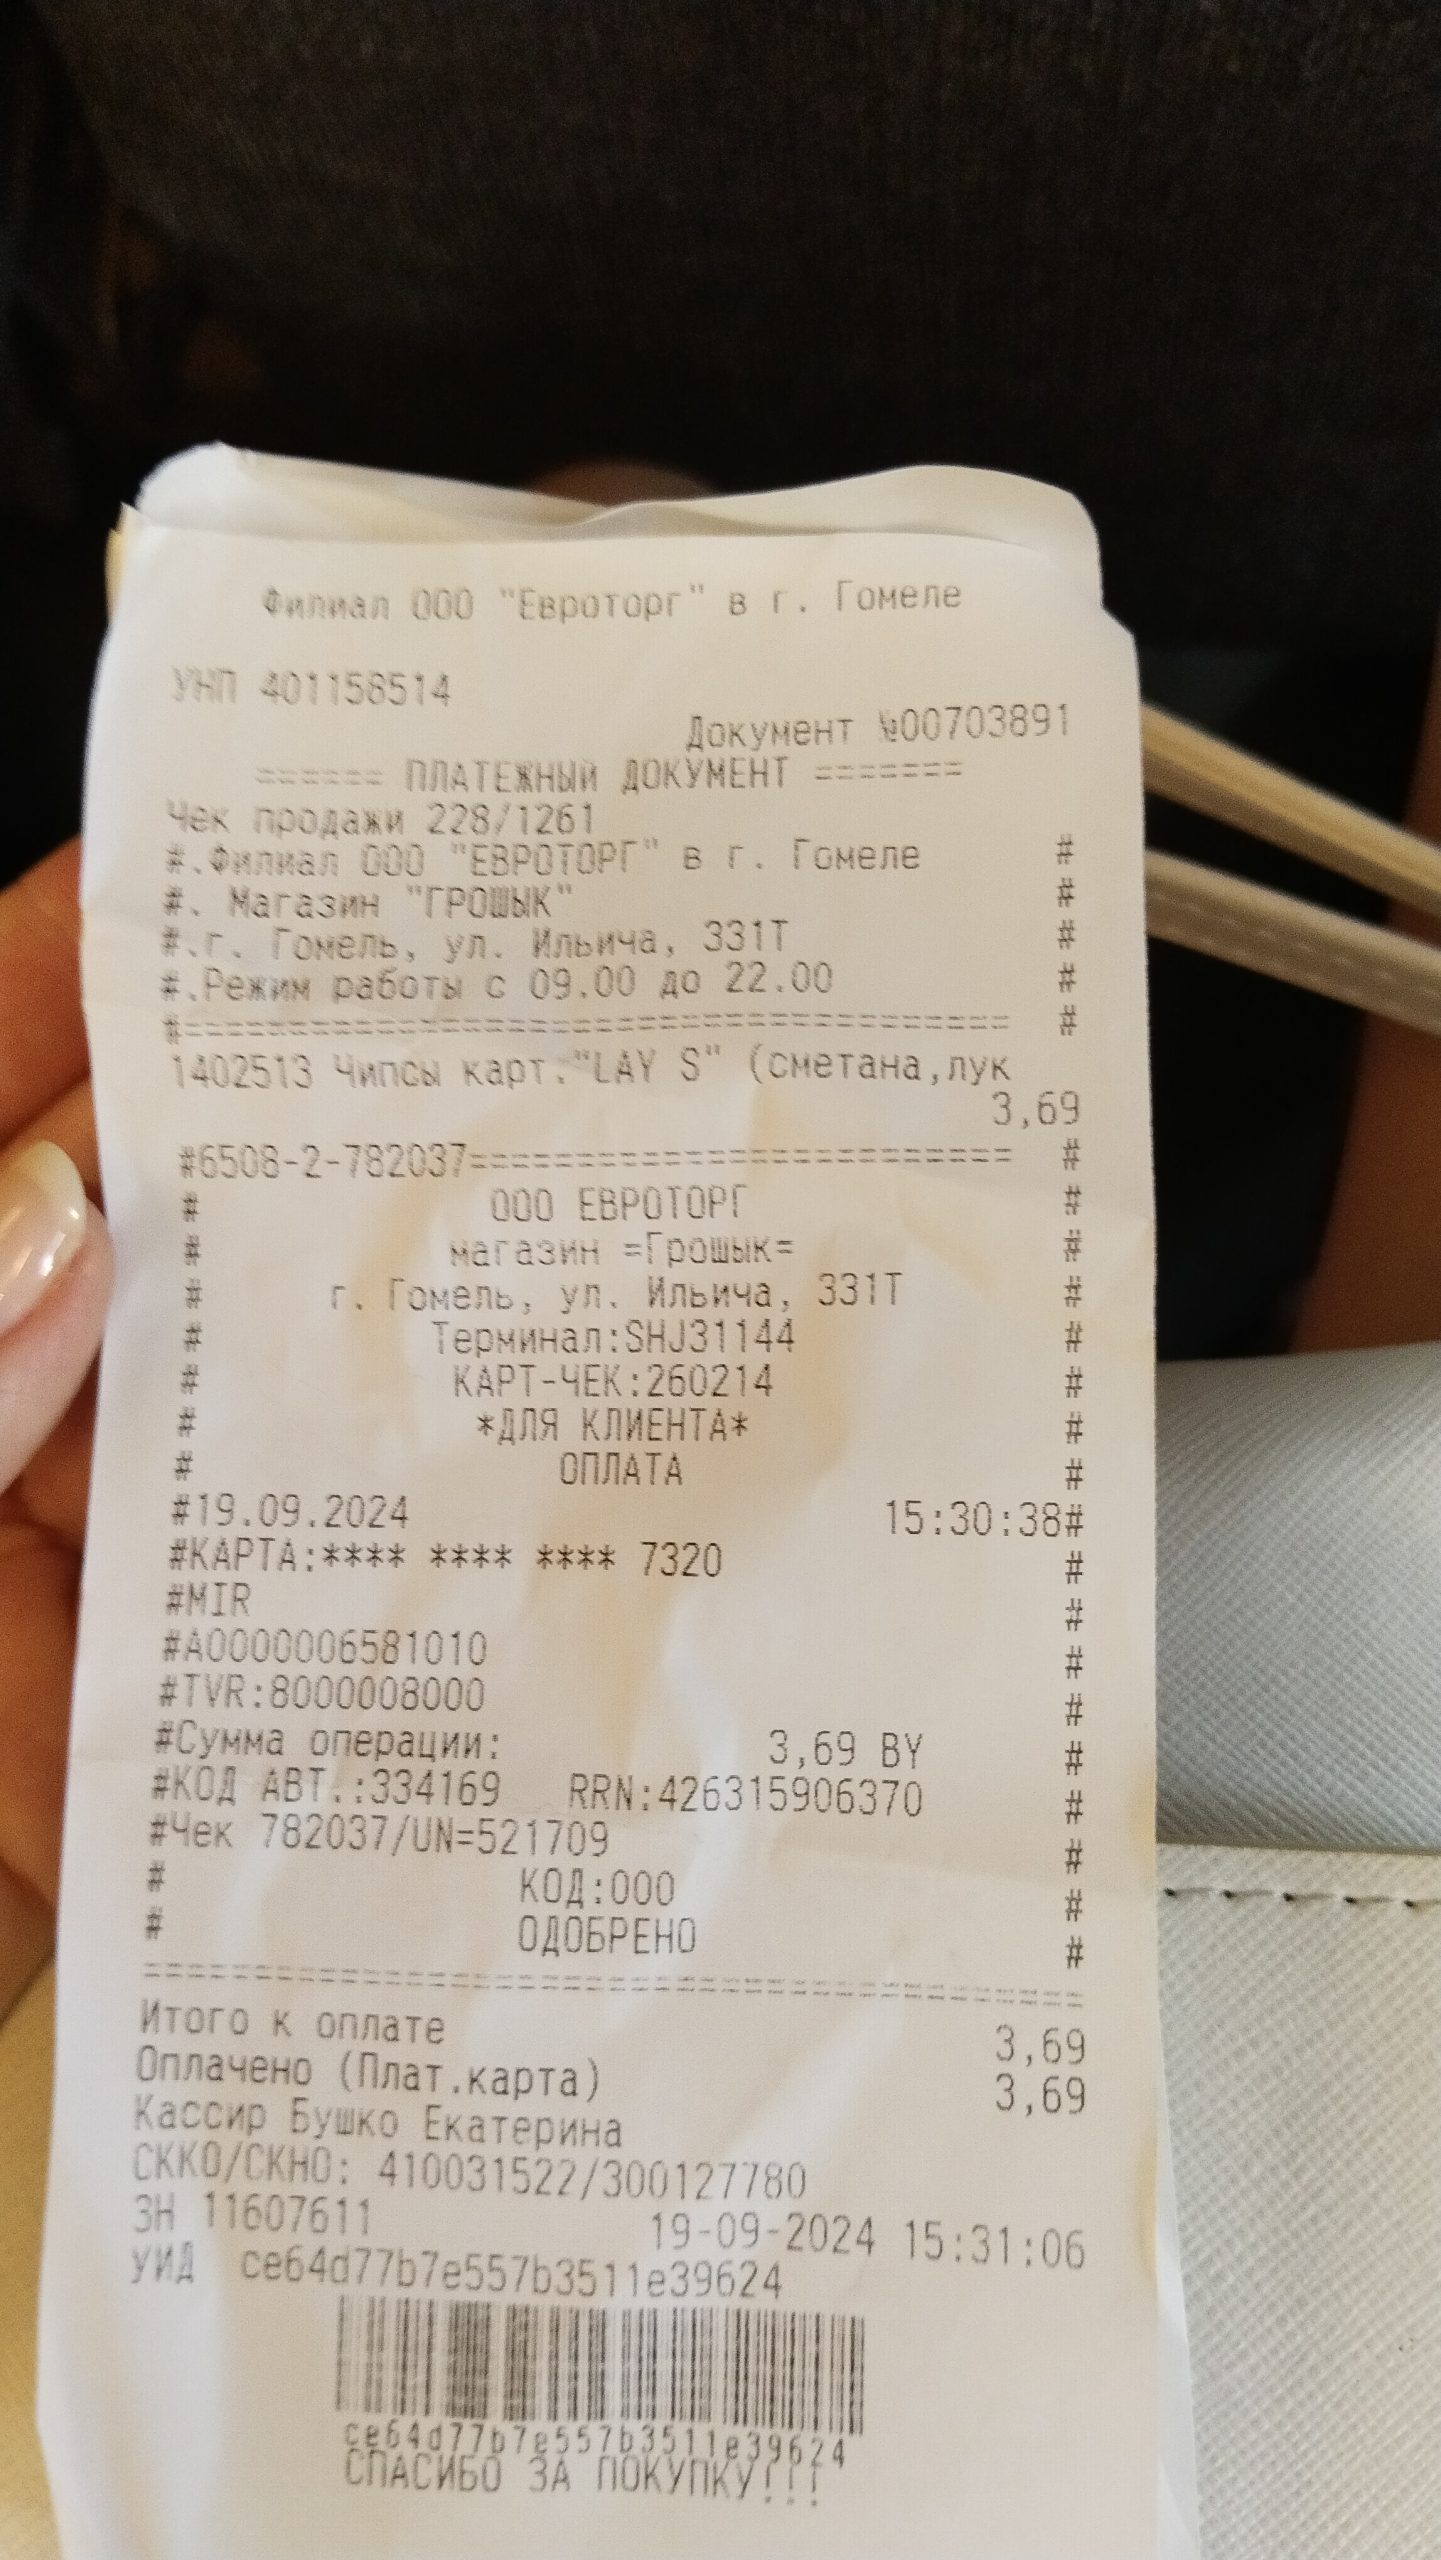 Филиал ООО "Евроторг" в г. Гомеле
УНП 401158514
Документ №00703891
====== ПЛАТЕЖНЫЙ ДОКУМЕНТ =======
Чек продажи 228/1261
#.Филиал ООО "ЕВРОТОРГ" в г. Гомеле #
#. Магазин "ГРОШЫК" #
#.г. Гомель, ул. Ильича, 331Т #
#.Режим работы с 09.00 до 22.00 #
#===================================== #
1402513 Чипсы карт."LAY S" (сметана,лук
3,69
#6508-2-782037======================== #
# ООО ЕВРОТОРГ #
# магазин =Грошык= #
# г. Гомель, ул. Ильича, 331Т #
# Терминал:SHJ31144 #
# КАРТ-ЧЕК:260214 #
# *ДЛЯ КЛИЕНТА* #
# ОПЛАТА #
#19.09.2024 15:30:38#
#КАРТА:**** **** **** 7320 #
#MIR #
#A0000006581010 #
#TVR:8000008000 #
#Сумма операции: 3,69 BY #
#КОД АВТ.:334169 RRN:426315906370 #
#Чек 782037/UN=521709 #
# КОД:000 #
# ОДОБРЕНО #
==========================================
Итого к оплате 3,69
Оплачено (Плат.карта) 3,69
Кассир Бушко Екатерина
СККО/СКНО: 410031522/300127780
ЗН 11607611 19-09-2024 15:31:06
УИД ce64d77b7e557b3511e39624
ce64d77b7e557b3511e39624
СПАСИБО ЗА ПОКУПКУ!!!